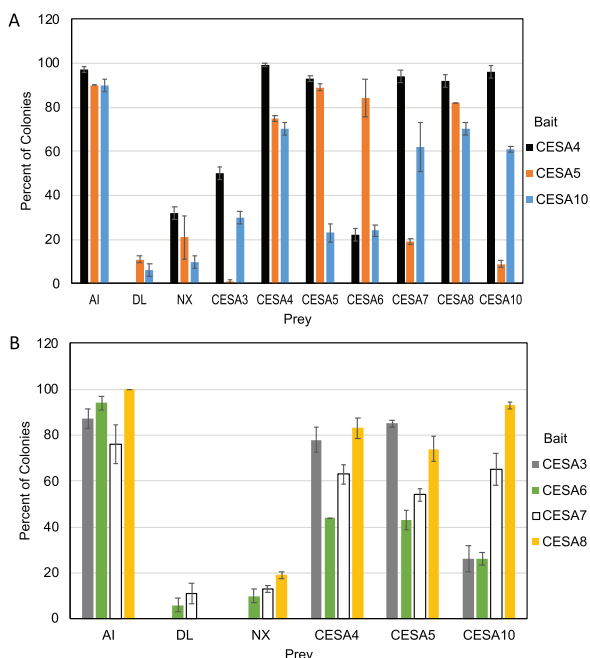 A
120
100
80
60
40
20
0
Percent of Colonies
AI DL NX CESA3 CESA4 CESA5 CESA6 CESA7 CESA8 CESA10
Prey
Bait
CESA4
CESA5
CESA10
B
120
100
80
60
40
20
0
Percent of Colonies
AI DL NX CESA4 CESA5 CESA10
Prey
Bait
CESA3
CESA6
CESA7
CESA8